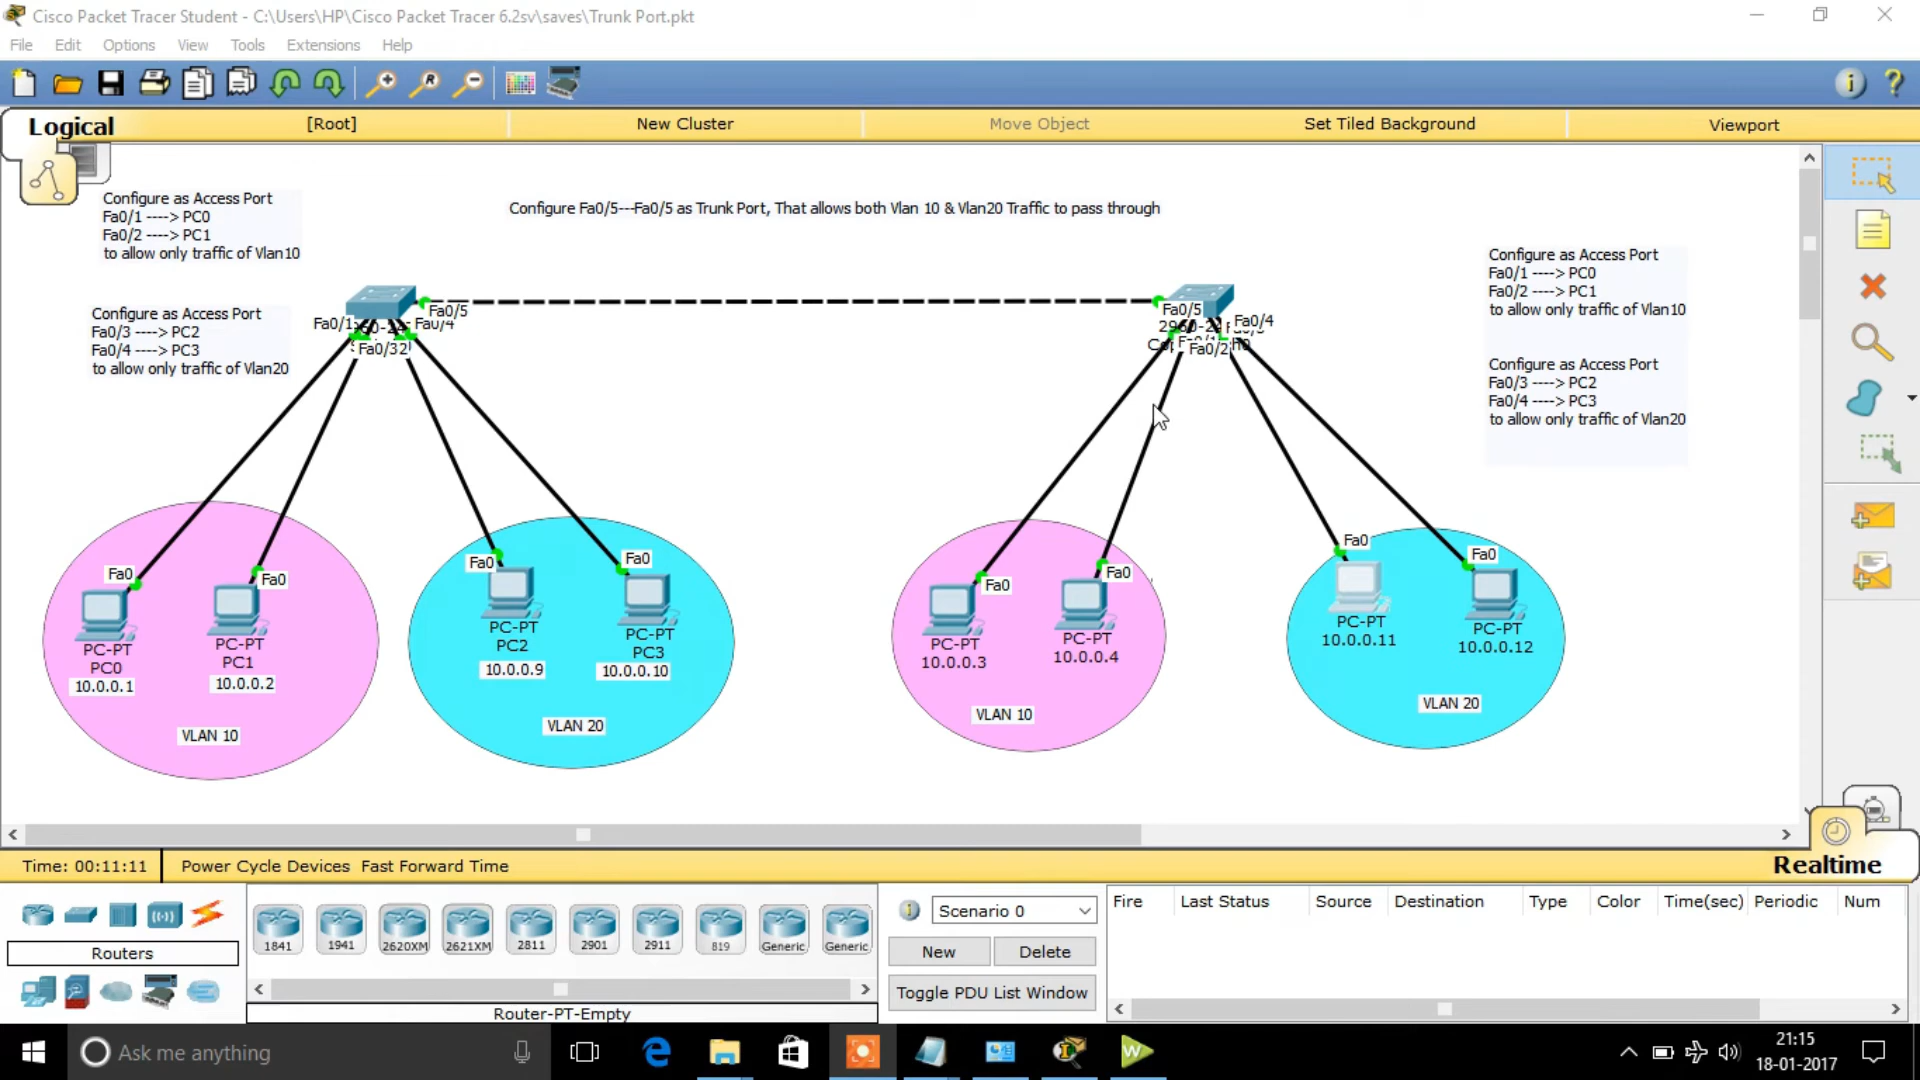 Cisco Packet Tracer Student - C:\Users\HP\Cisco Packet Tracer 6.2sv\saves\Trunk Port.pkt
File Edit Options View Tools Extensions Help
Logical [Root] New Cluster Move Object Set Tiled Background Viewport
Configure as Access Port
Fa0/1 ----> PC0
Fa0/2 ----> PC1
to allow only traffic of Vlan10
Configure Fa0/5---Fa0/5 as Trunk Port, That allows both Vlan 10 & Vlan20 Traffic to pass through
Configure as Access Port
Fa0/1 ----> PC0
Fa0/2 ----> PC1
to allow only traffic of Vlan10
Configure as Access Port
Fa0/3 ----> PC2
Fa0/4 ----> PC3
to allow only traffic of Vlan20
Configure as Access Port
Fa0/3 ----> PC2
Fa0/4 ----> PC3
to allow only traffic of Vlan20
Fa0/5
Fa0/1
Fa0/4
Fa0/3
Fa0/5
Fa0/4
Fa0/2
Fa0
Fa0
PC-PT
PC0
10.0.0.1
PC-PT
PC1
10.0.0.2
VLAN 10
Fa0
Fa0
PC-PT
PC2
10.0.0.9
PC-PT
PC3
10.0.0.10
VLAN 20
Fa0
Fa0
PC-PT
10.0.0.3
PC-PT
10.0.0.4
VLAN 10
Fa0
Fa0
PC-PT
10.0.0.11
PC-PT
10.0.0.12
VLAN 20
Time: 00:11:11 Power Cycle Devices Fast Forward Time Realtime
Routers
1841 1941 2620XM 2621XM 2811 2901 2911 819 Generic Generic
Router-PT-Empty
Scenario 0
New Delete
Toggle PDU List Window
Fire Last Status Source Destination Type Color Time(sec) Periodic Num
Ask me anything
21:15
18-01-2017